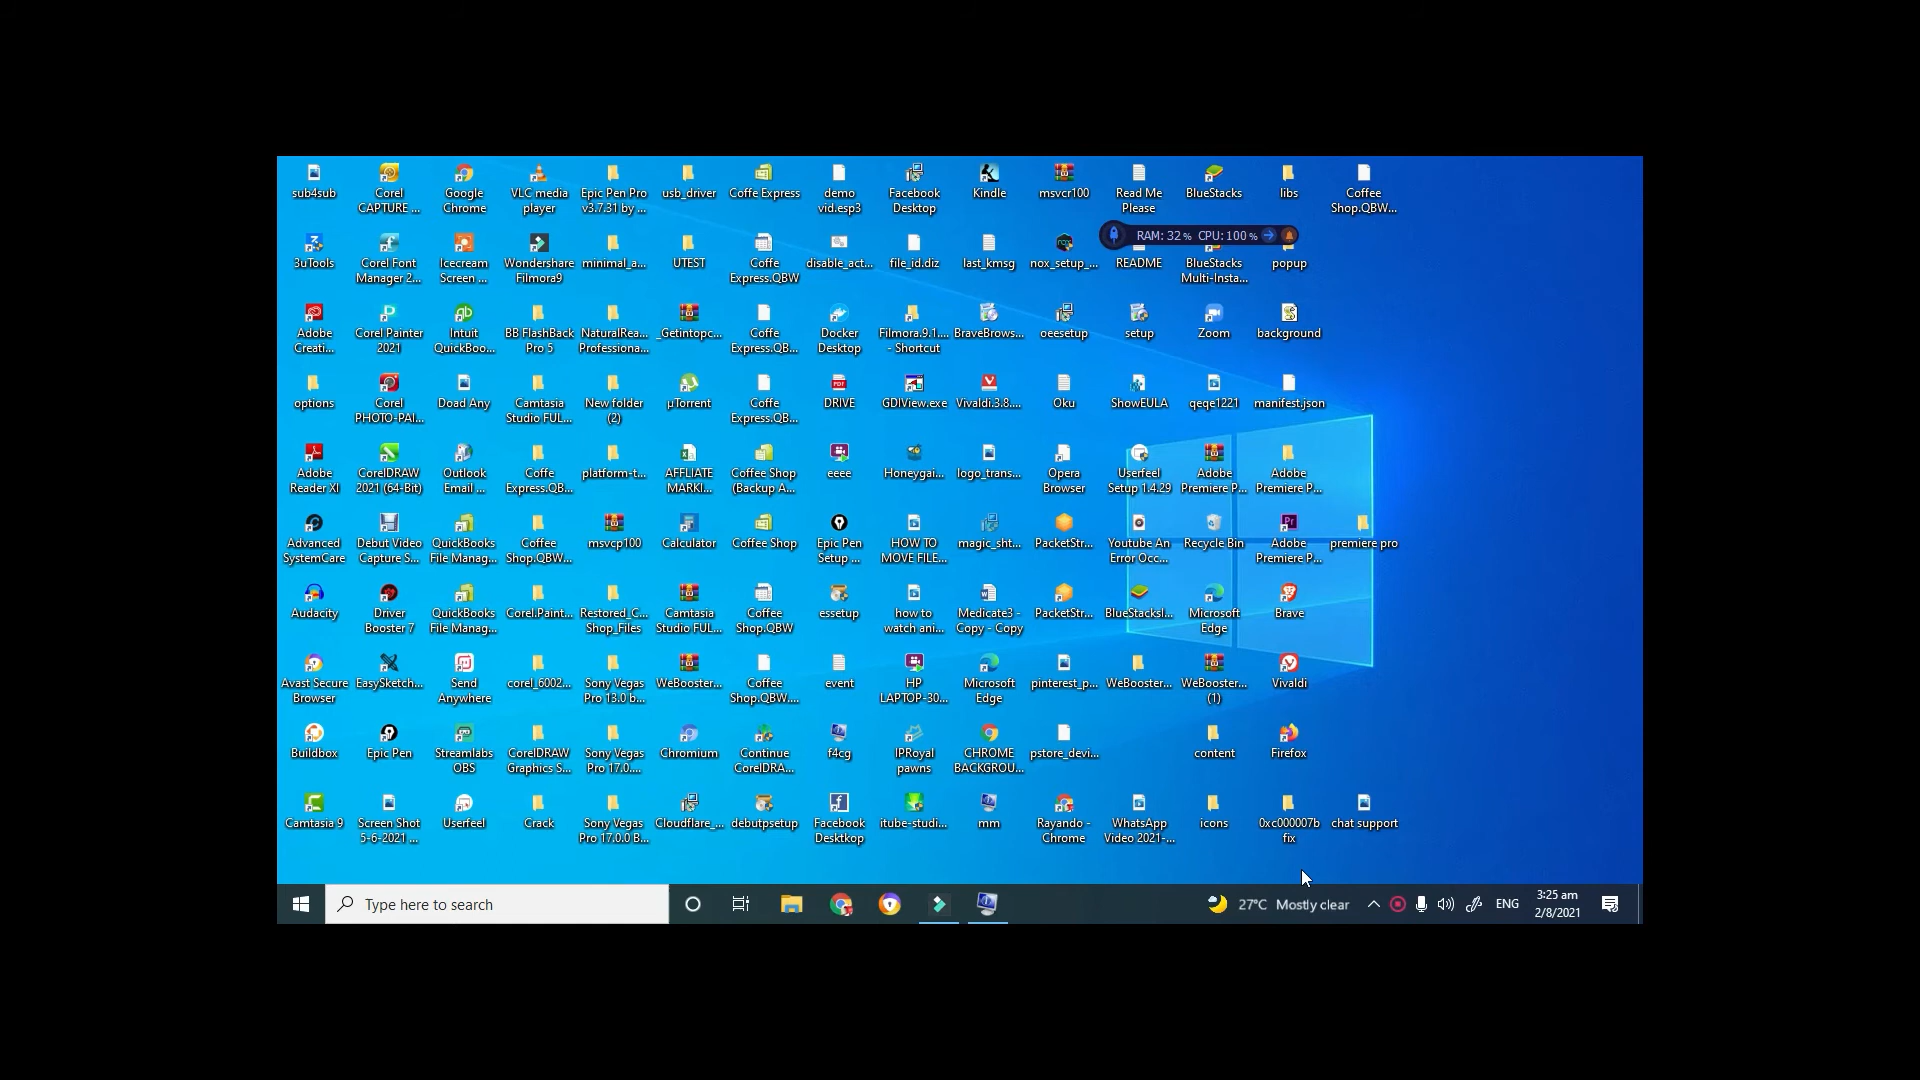 sub4sub
Corel
CAPTURE ...
Google
Chrome
VLC media
player
Epic Pen Pro
v3.7.31 by ...
usb_driver
Coffe Express
demo
vid.esp3
Facebook
Desktop
Kindle
msvcr100
Read Me
Please
BlueStacks
libs
Coffee
Shop.QBW...
RAM: 32 % CPU: 100 %
3uTools
Corel Font
Manager 2...
Icecream
Screen ...
Wondershare
Filmora9
minimal_a...
UTEST
Coffe
Express.QBW
disable_act...
file_id.diz
last_kmsg
nox_setup_...
README
BlueStacks
Multi-Insta...
popup
Adobe
Creati...
Corel Painter
2021
Intuit
QuickBoo...
BB FlashBack
Pro 5
NaturalRea...
Professiona...
_Getintopc...
Coffe
Express.QB...
Docker
Desktop
Filmora.9.1....
- Shortcut
BraveBrows...
oeesetup
setup
Zoom
background
options
Corel
PHOTO-PAI...
Doad Any
Camtasia
Studio FUL...
New folder
(2)
µTorrent
Coffe
Express.QB...
DRIVE
GDIView.exe
Vivaldi.3.8....
Oku
ShowEULA
qeqe1221
manifest.json
Adobe
Reader XI
CorelDRAW
2021 (64-Bit)
Outlook
Email ...
Coffe
Express.QB...
platform-t...
AFFLIATE
MARKI...
Coffee Shop
(Backup A...
eeee
Honeygai...
logo_trans...
Opera
Browser
Userfeel
Setup 1.4.29
Adobe
Premiere P...
Adobe
Premiere P...
Advanced
SystemCare
Debut Video
Capture S...
QuickBooks
File Manag...
Coffee
Shop.QBW...
msvcp100
Calculator
Coffee Shop
Epic Pen
Setup ...
HOW TO
MOVE FILE...
magic_sht...
PacketStr...
Youtube An
Error Occ...
Recycle Bin
Adobe
Premiere P...
premiere pro
Audacity
Driver
Booster 7
QuickBooks
File Manag...
Corel.Paint...
Restored_C...
Shop_Files
Camtasia
Studio FUL...
Coffee
Shop.QBW
essetup
how to
watch ani...
Medicate3 -
Copy - Copy
PacketStr...
BlueStacksI...
Microsoft
Edge
Brave
Avast Secure
Browser
EasySketch...
Send
Anywhere
corel_6002...
Sony Vegas
Pro 13.0 b...
WeBooster...
Coffee
Shop.QBW....
event
HP
LAPTOP-30...
Microsoft
Edge
pinterest_p...
WeBooster...
WeBooster...
(1)
Vivaldi
Buildbox
Epic Pen
Streamlabs
OBS
CorelDRAW
Graphics S...
Sony Vegas
Pro 17.0....
Chromium
Continue
CorelDRA...
f4cg
IPRoyal
pawns
CHROME
BACKGROU...
pstore_devi...
content
Firefox
Camtasia 9
Screen Shot
5-6-2021 ...
Userfeel
Crack
Sony Vegas
Pro 17.0.0 B...
Cloudflare_...
debutpsetup
Facebook
Desktkop
itube-studi...
mm
Rayando -
Chrome
WhatsApp
Video 2021-...
icons
0xc000007b
fix
chat support
Type here to search
27°C Mostly clear
ENG
3:25 am
2/8/2021